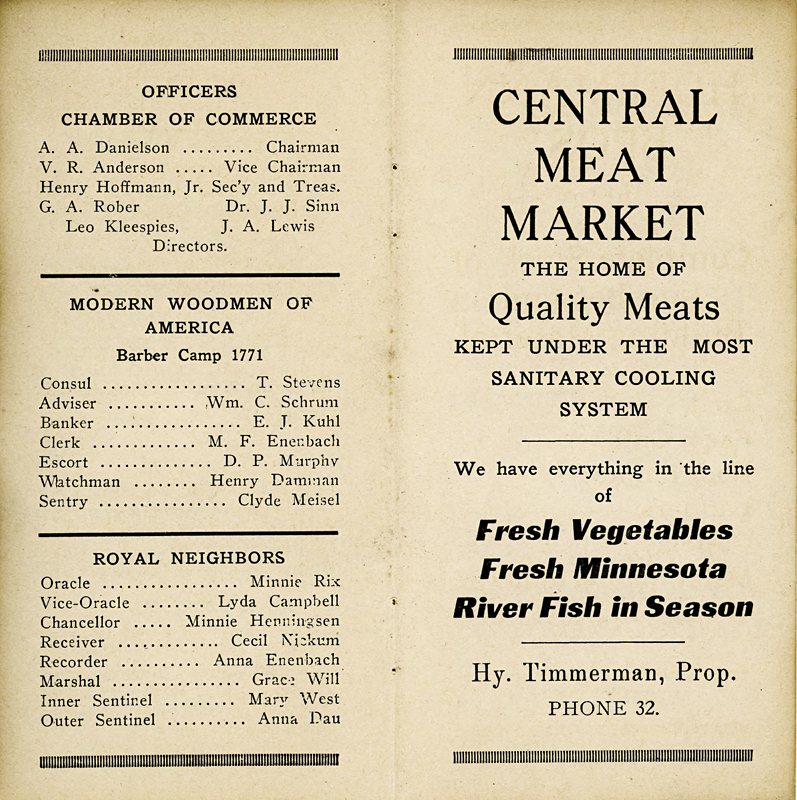 OFFICERS
CHAMBER OF COMMERCE
A. A. Danielson ......... Chairman
V. R. Anderson ..... Vice Chairman
Henry Hoffmann, Jr. Sec'y and Treas.
G. A. Rober Dr. J. J. Sinn
Leo Kleespies, J. A. Lewis
Directors.
MODERN WOODMEN OF
AMERICA
Barber Camp 1771
Consul .................. T. Stevens
Adviser ........... Wm. C. Schrum
Banker ................. E. J. Kuhl
Clerk ............. M. F. Enenbach
Escort .............. D. P. Murphy
Watchman ........ Henry Damman
Sentry ................ Clyde Meisel
ROYAL NEIGHBORS
Oracle ................. Minnie Rix
Vice-Oracle ........ Lyda Campbell
Chancellor ..... Minnie Henningsen
Receiver ............. Cecil Nickum
Recorder .......... Anna Enenbach
Marshal ................ Grace Will
Inner Sentinel ......... Mary West
Outer Sentinel .......... Anna Dau
CENTRAL
MEAT
MARKET
THE HOME OF
Quality Meats
KEPT UNDER THE MOST
SANITARY COOLING
SYSTEM
We have everything in the line
of
Fresh Vegetables
Fresh Minnesota
River Fish in Season
Hy. Timmerman, Prop.
PHONE 32.